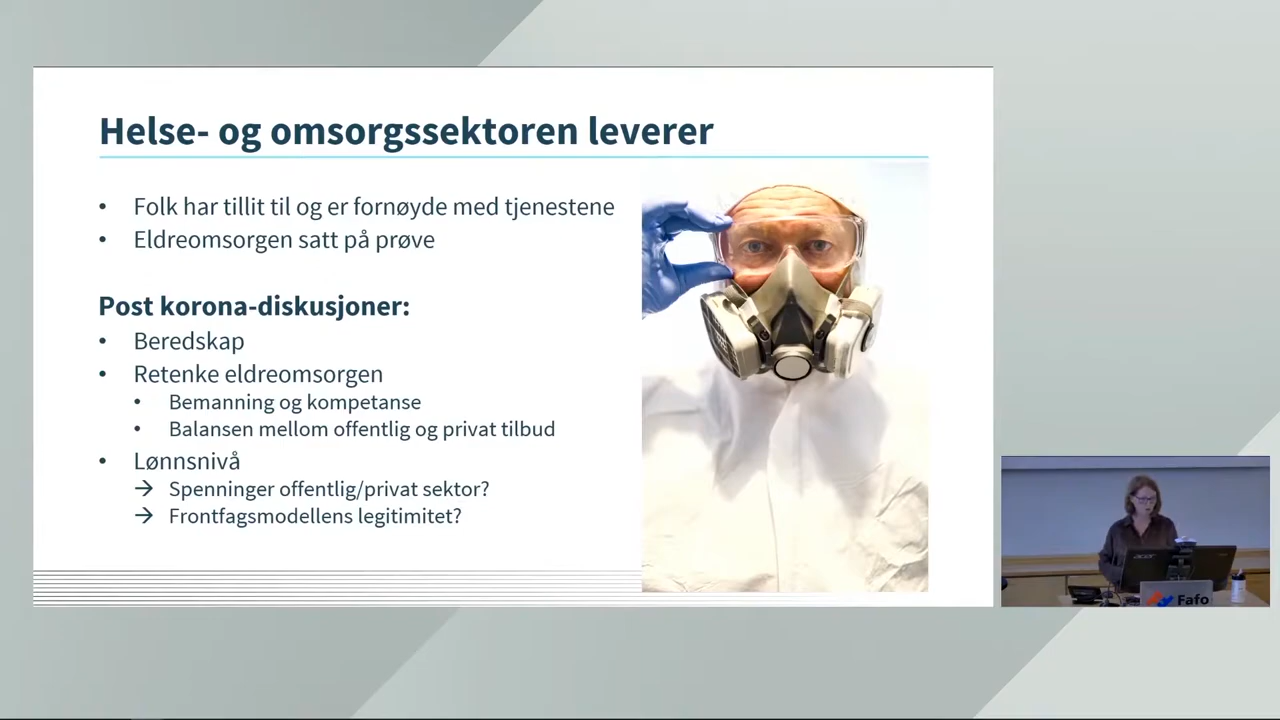 Helse- og omsorgssektoren leverer
• Folk har tillit til og er fornøyde med tjenestene
• Eldreomsorgen satt på prøve
Post korona-diskusjoner:
• Beredskap
• Retenke eldreomsorgen
• Bemanning og kompetanse
• Balansen mellom offentlig og privat tilbud
• Lønnsnivå
→ Spenninger offentlig/privat sektor?
→ Frontfagsmodellens legitimitet?
acer
Fafo